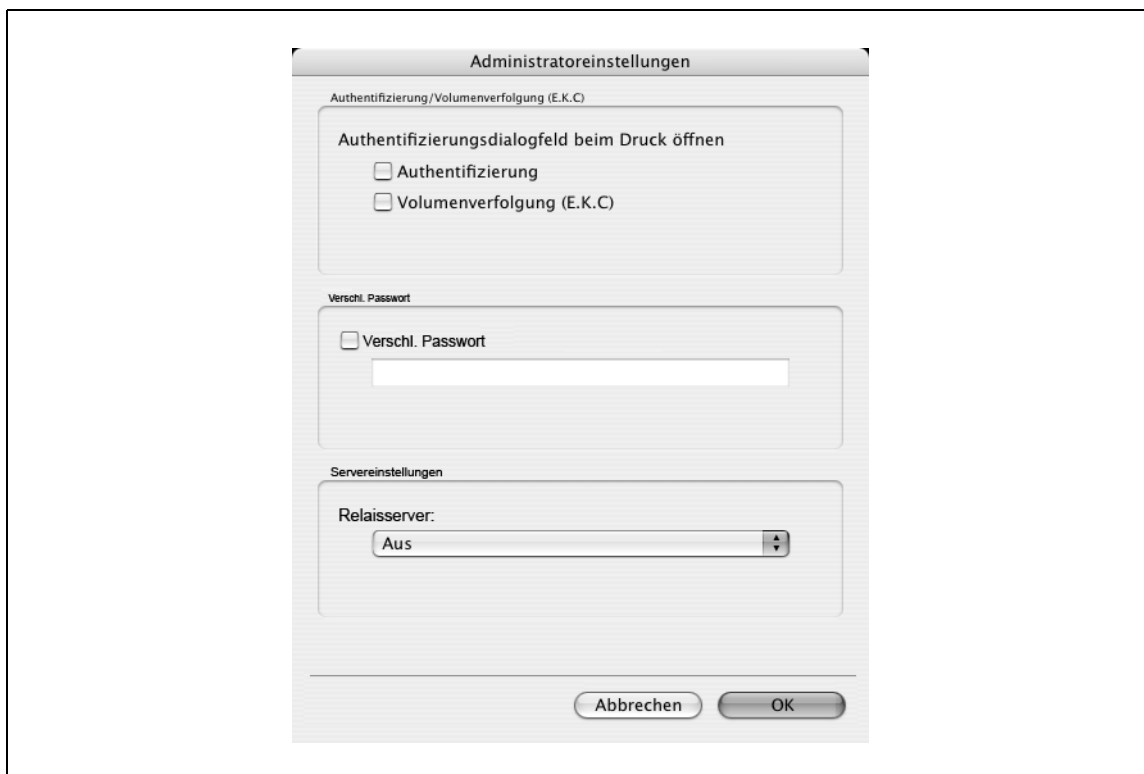 Administratoreinstellungen
Authentifizierung/Volumenverfolgung (E.K.C)
Authentifizierungsdialogfeld beim Druck öffnen
Authentifizierung
Volumenverfolgung (E.K.C)
Verschl. Passwort
Verschl. Passwort
Servereinstellungen
Relaisserver:
Aus
Abbrechen
OK